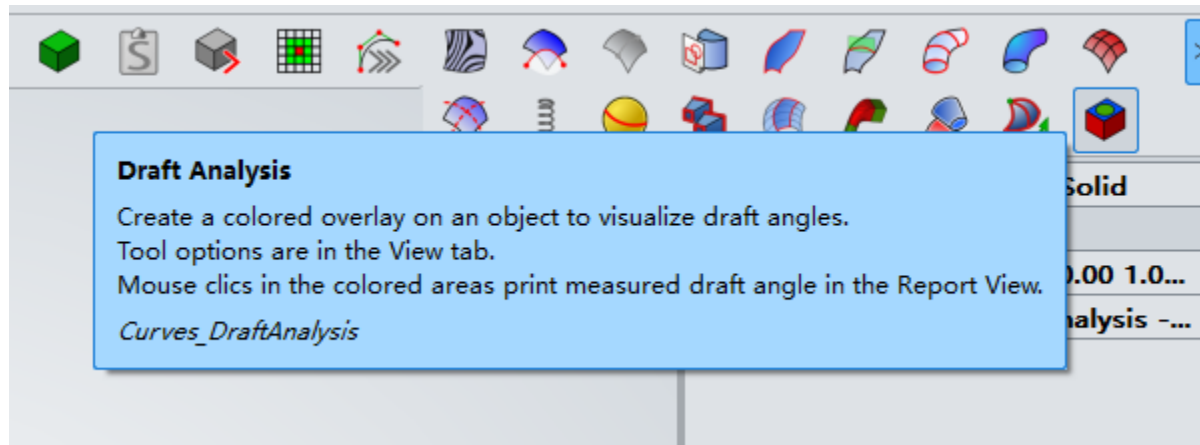 Draft Analysis
Create a colored overlay on an object to visualize draft angles.
Tool options are in the View tab.
Mouse clics in the colored areas print measured draft angle in the Report View.
Curves_DraftAnalysis
Solid
0.00 1.0...
nalysis -...